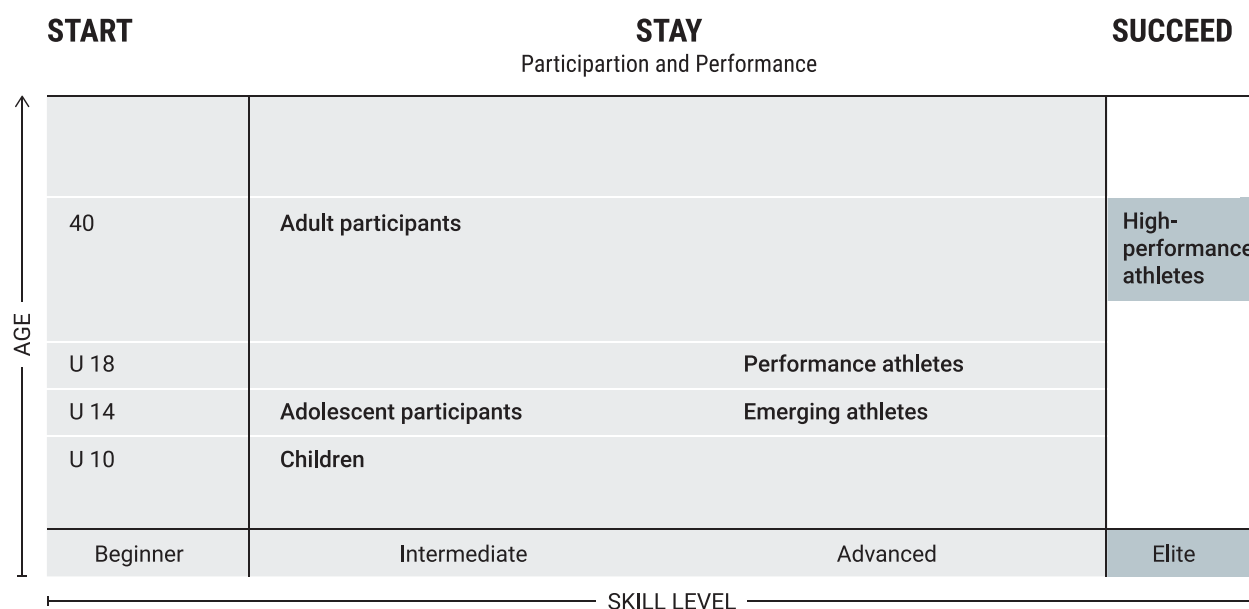 START STAY SUCCEED
Participartion and Performance
40 Adult participants High-
performance
athletes
AGE
U 18 Performance athletes
U 14 Adolescent participants Emerging athletes
U 10 Children
Beginner Intermediate Advanced Elite
SKILL LEVEL